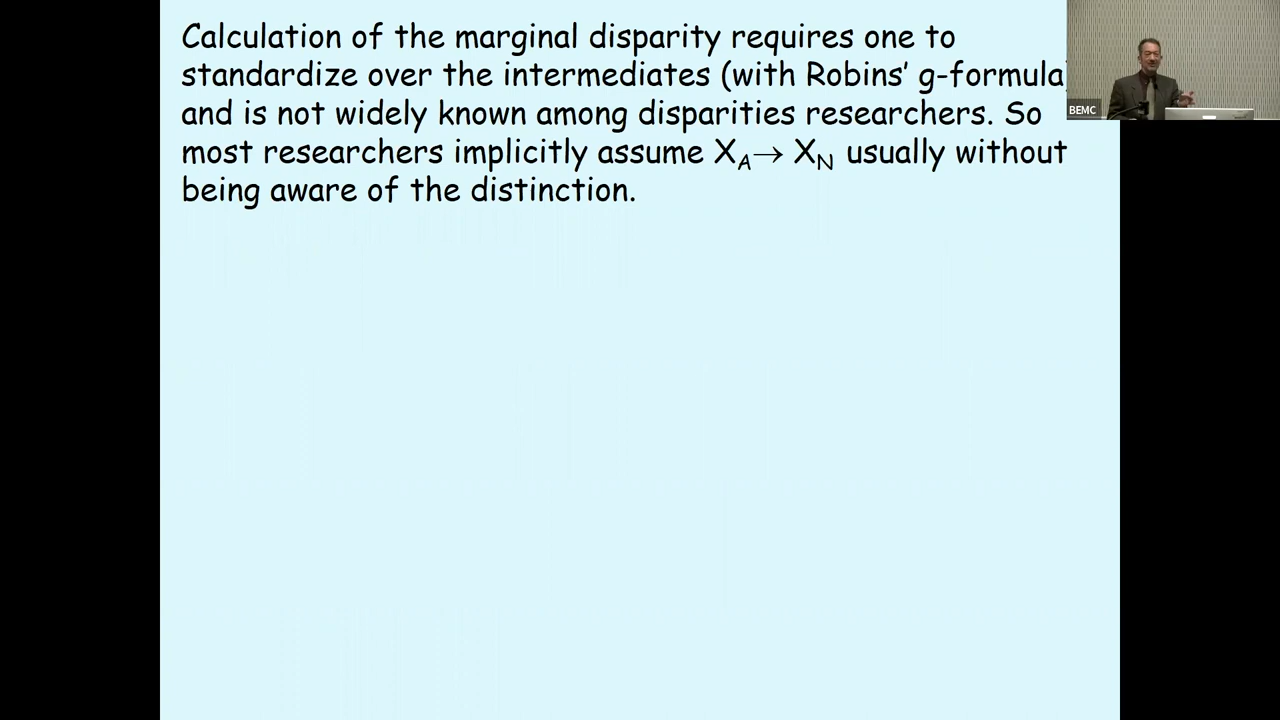 Calculation of the marginal disparity requires one to
standardize over the intermediates (with Robins’ g-formula)
and is not widely known among disparities researchers. So
most researchers implicitly assume X_A→ X_N usually without
being aware of the distinction.
BEMC